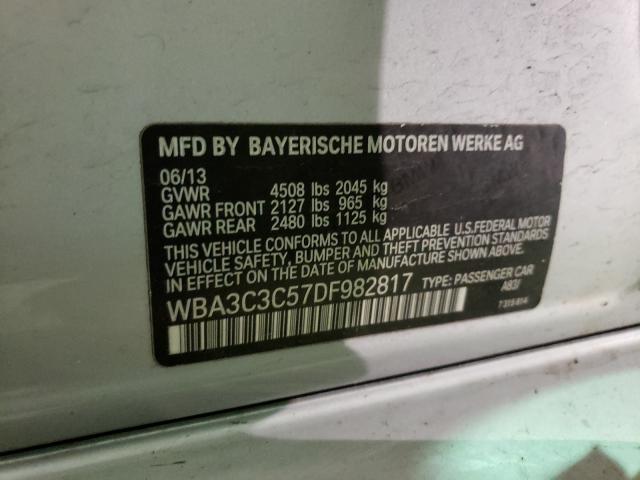 MFD BY BAYERISCHE MOTOREN WERKE AG
06/13
GVWR 4508 lbs 2045 kg
GAWR FRONT 2127 lbs 965 kg
GAWR REAR 2480 lbs 1125 kg
THIS VEHICLE CONFORMS TO ALL APPLICABLE U.S.FEDERAL MOTOR
VEHICLE SAFETY, BUMPER, AND THEFT PREVENTION STANDARDS
IN EFFECT ON THE DATE OF MANUFACTURE SHOWN ABOVE.
WBA3C3C57DF982817 TYPE: PASSENGER CAR
A83/
7315814